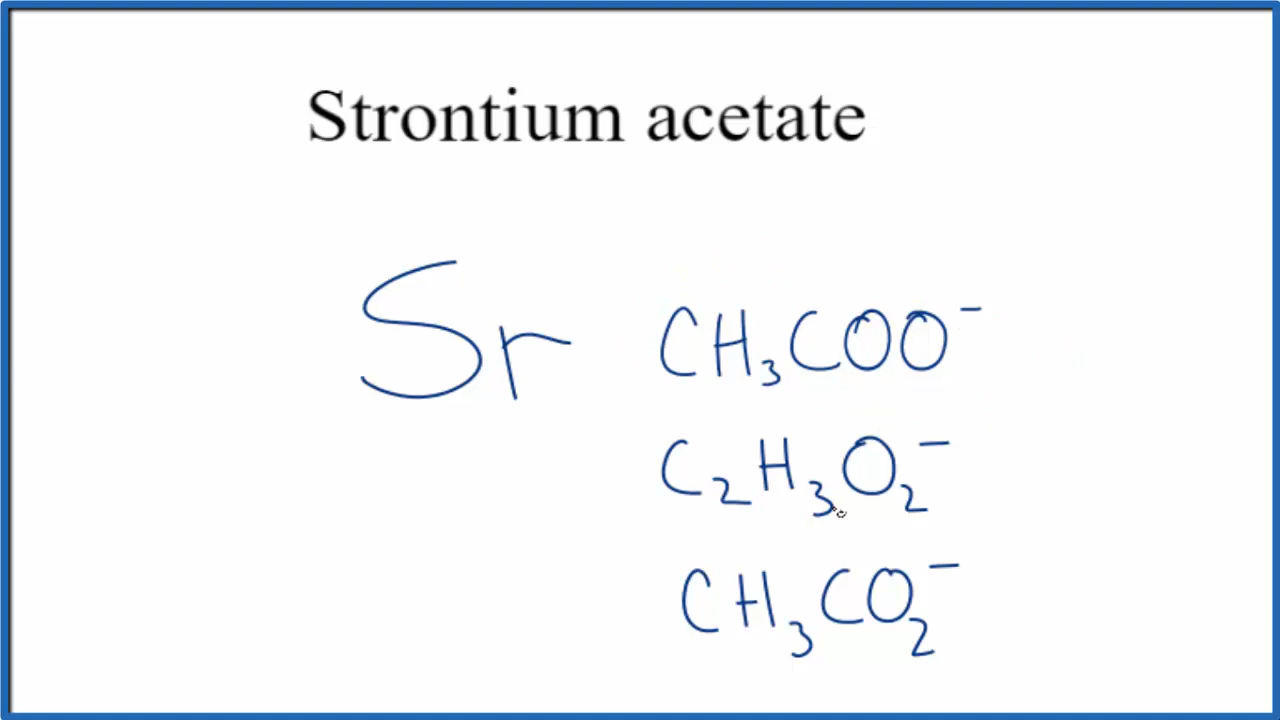 Strontium acetate
Sr CH₃COO⁻
C₂H₃O₂⁻
CH₃CO₂⁻